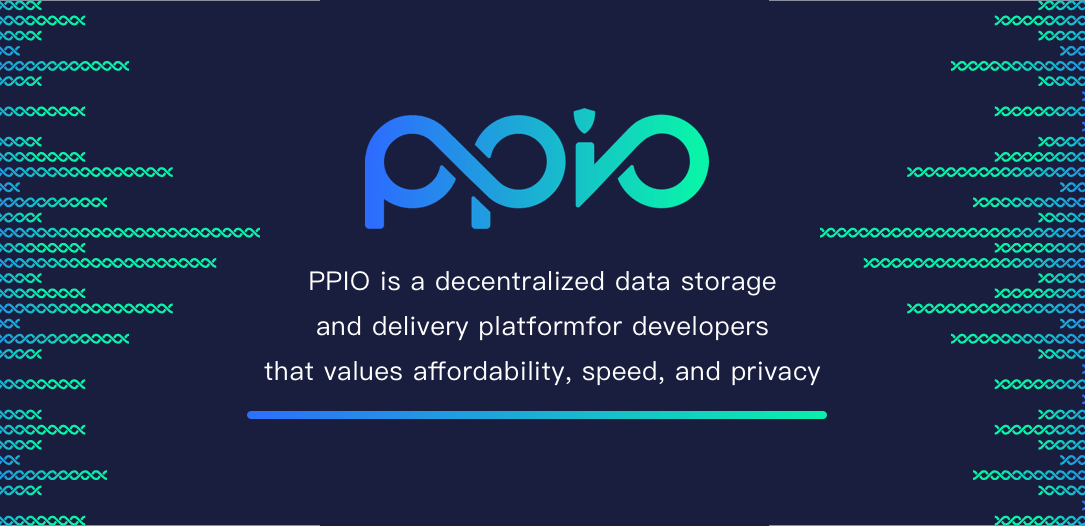 ppio
PPIO is a decentralized data storage
and delivery platformfor developers
that values affordability, speed, and privacy